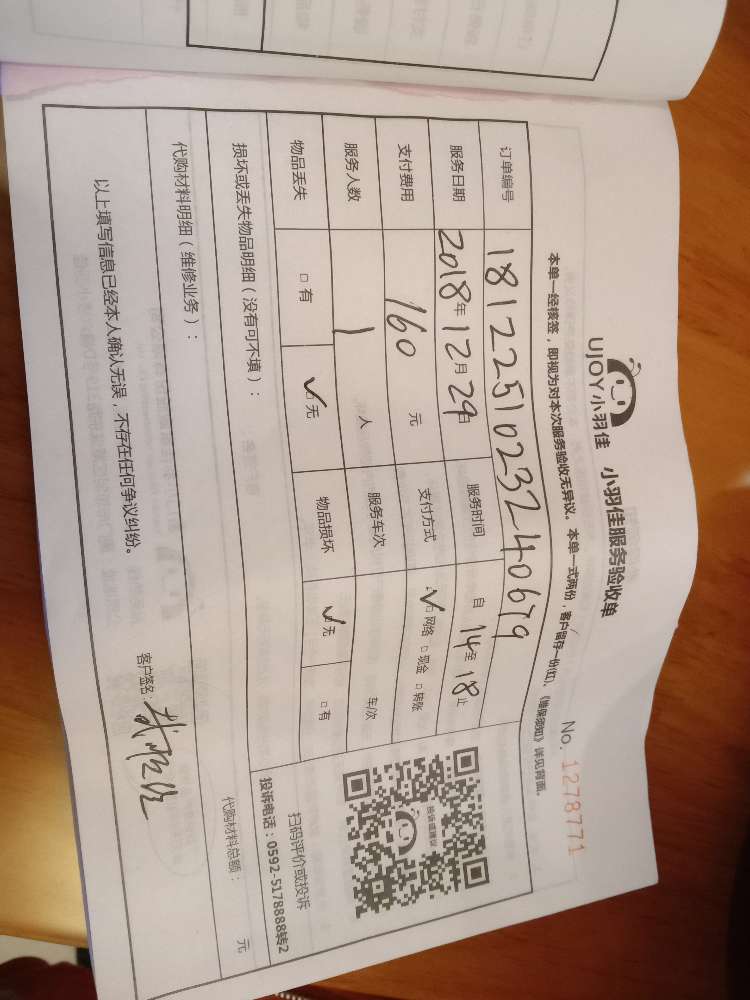 UJOY小羽佳 小羽佳服务验收单
No. 1278771
本单一经核签，即视为对本次服务验收无异议。本单一式两份，客户留存一份(红)，《维保须知》详见背面。
订单编号 181225102324067９
服务日期 2018年12月29日 服务时间 自14至18止
支付费用 160元 支付方式 ✓□网络 □现金 □转账
服务人数 1人 服务车次 车/次
物品丢失 □有 ✓□无 物品损坏 ✓□无 □有
损坏或丢失物品明细（没有可不填）：
扫码评价或投诉
投诉电话：0592-5178888转2
代购材料明细（维修业务）： 代购材料总额： 元
以上填写信息已经本人确认无误，不存在任何争议纠纷。
客户签名：